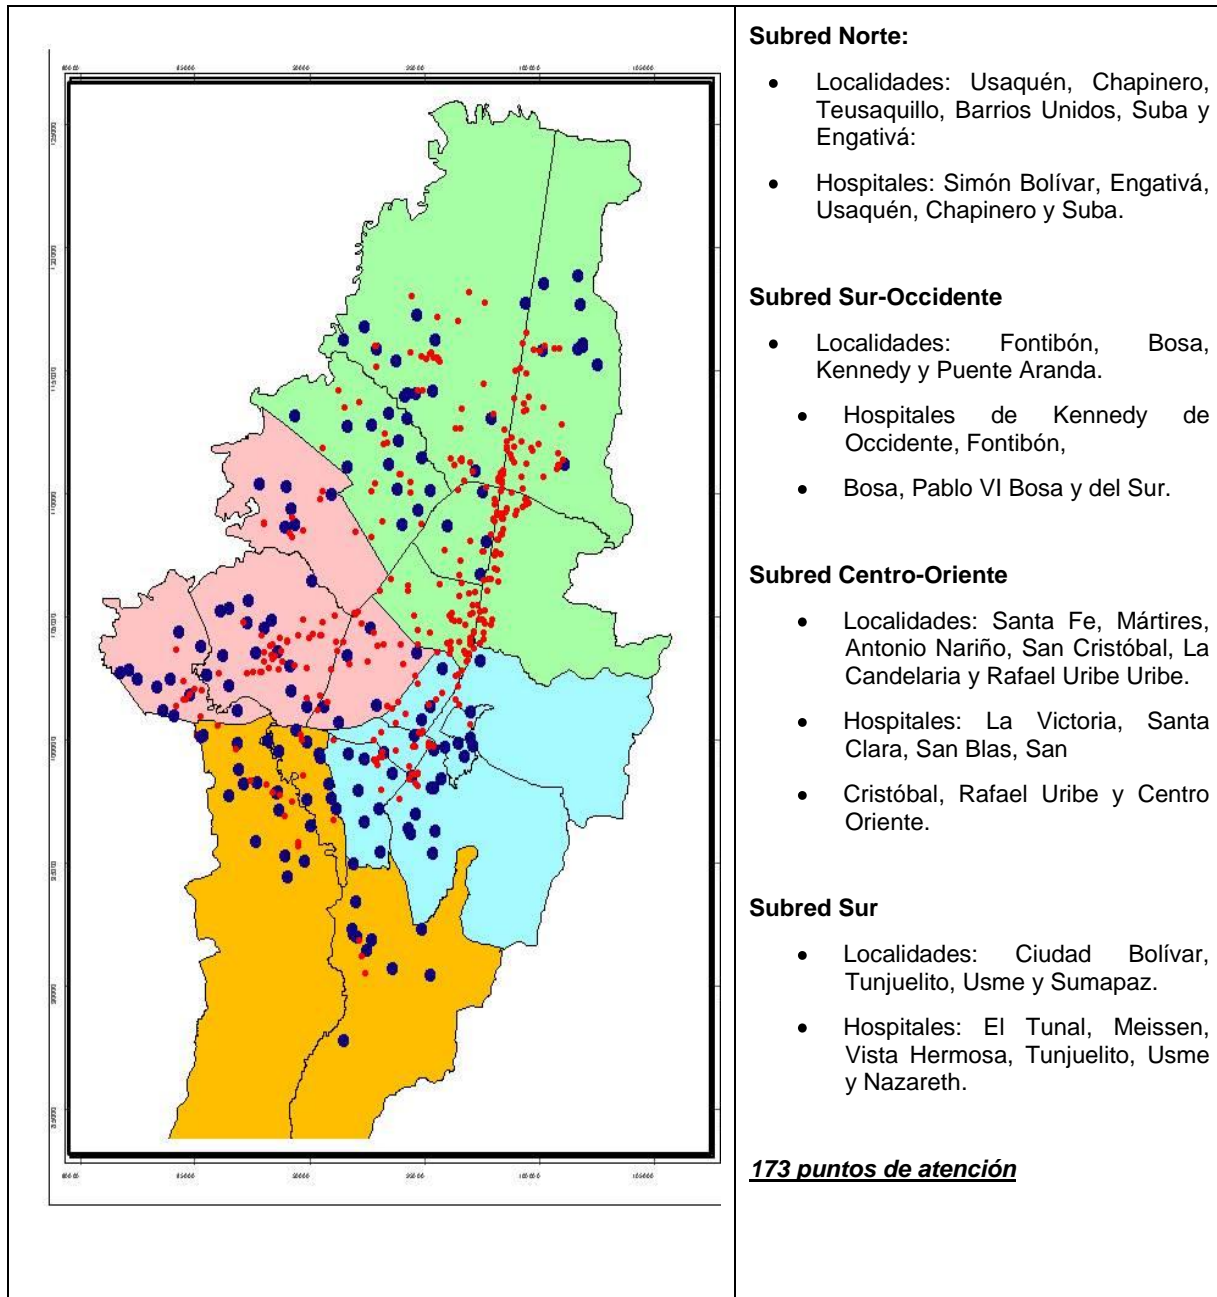 Subred Norte:
• Localidades: Usaquén, Chapinero,
Teusaquillo, Barrios Unidos, Suba y
Engativá:
• Hospitales: Simón Bolívar, Engativá,
Usaquén, Chapinero y Suba.
Subred Sur-Occidente
• Localidades: Fontibón, Bosa,
Kennedy y Puente Aranda.
• Hospitales de Kennedy de
Occidente, Fontibón,
• Bosa, Pablo VI Bosa y del Sur.
Subred Centro-Oriente
• Localidades: Santa Fe, Mártires,
Antonio Nariño, San Cristóbal, La
Candelaria y Rafael Uribe Uribe.
• Hospitales: La Victoria, Santa
Clara, San Blas, San
• Cristóbal, Rafael Uribe y Centro
Oriente.
Subred Sur
• Localidades: Ciudad Bolívar,
Tunjuelito, Usme y Sumapaz.
• Hospitales: El Tunal, Meissen,
Vista Hermosa, Tunjuelito, Usme
y Nazareth.
173 puntos de atención